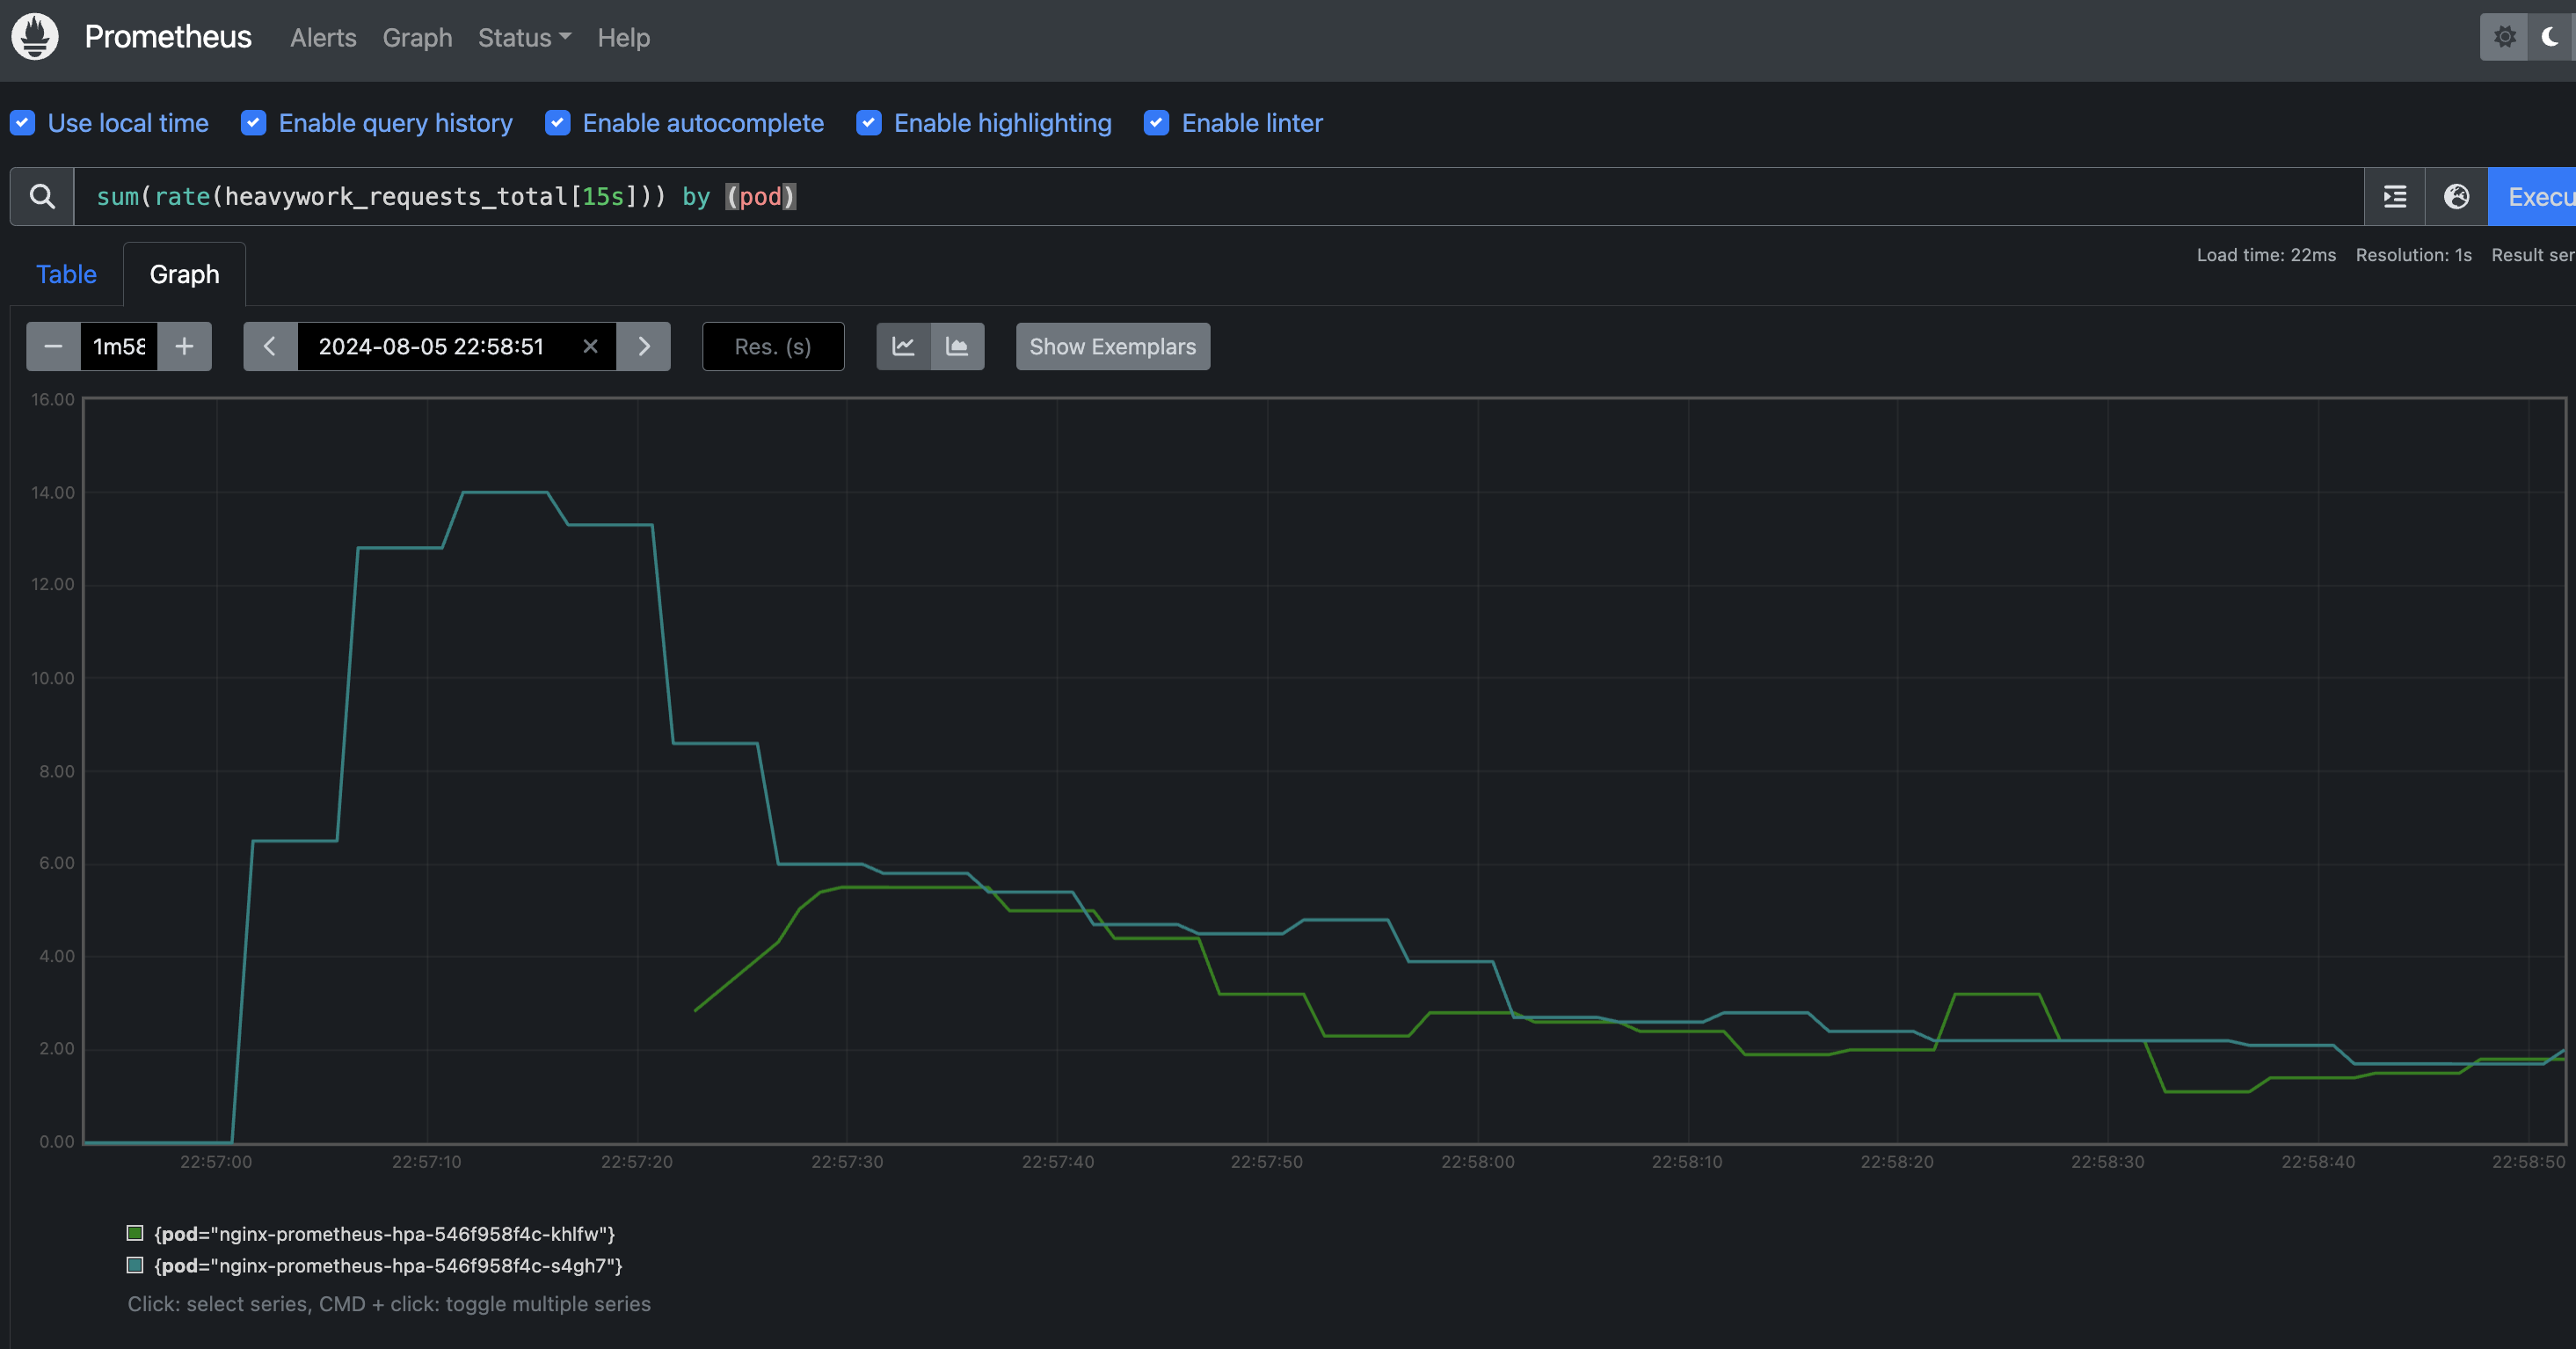 Prometheus Alerts Graph Status Help
Use local time Enable query history Enable autocomplete Enable highlighting Enable linter
sum(rate(heavywork_requests_total[15s])) by (pod) Execu
Load time: 22ms Resolution: 1s Result ser
Table Graph
− 1m58 + 2024-08-05 22:58:51 × Res. (s) Show Exemplars
16.00
14.00
12.00
10.00
8.00
6.00
4.00
2.00
0.00
22:57:00 22:57:10 22:57:20 22:57:30 22:57:40 22:57:50 22:58:00 22:58:10 22:58:20 22:58:30 22:58:40 22:58:50
{pod="nginx-prometheus-hpa-546f958f4c-khlfw"}
{pod="nginx-prometheus-hpa-546f958f4c-s4gh7"}
Click: select series, CMD + click: toggle multiple series